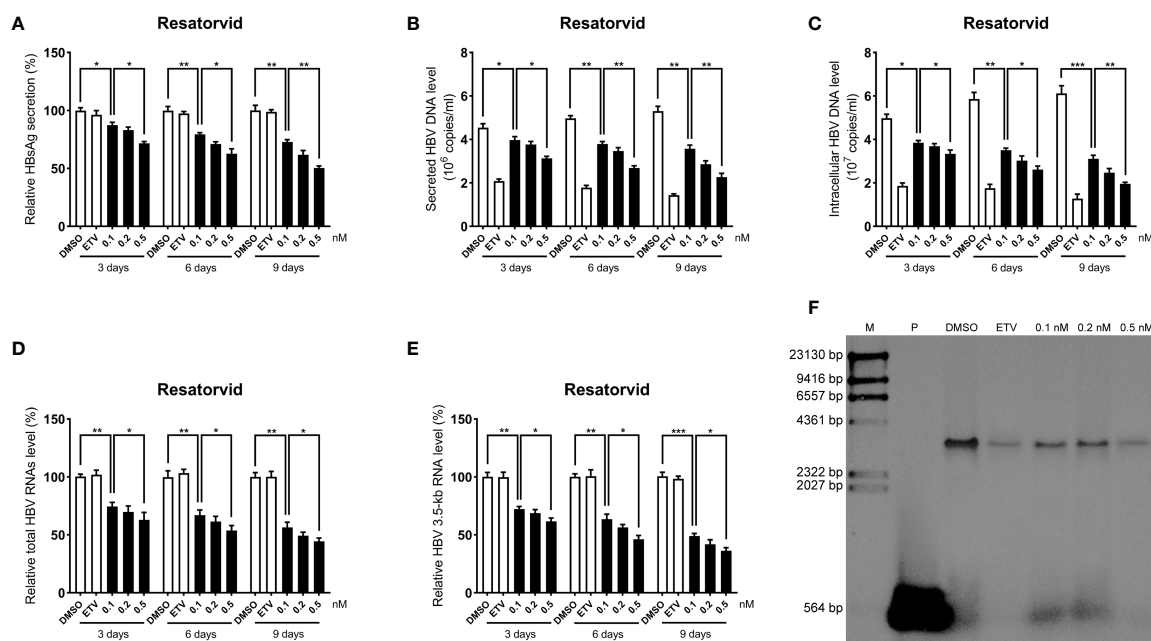 A
Resatorvid
Relative HBsAg secretion (%)
150
100
50
0
* * ** * ** **
DMSO ETV 0.1 0.2 0.5 DMSO ETV 0.1 0.2 0.5 DMSO ETV 0.1 0.2 0.5 nM
3 days 6 days 9 days
B
Resatorvid
Secreted HBV DNA level
(10⁶ copies/ml)
8
6
4
2
0
* * ** ** ** **
DMSO ETV 0.1 0.2 0.5 DMSO ETV 0.1 0.2 0.5 DMSO ETV 0.1 0.2 0.5 nM
3 days 6 days 9 days
C
Resatorvid
Intracellular HBV DNA level
(10⁷ copies/ml)
8
6
4
2
0
* * ** * *** **
DMSO ETV 0.1 0.2 0.5 DMSO ETV 0.1 0.2 0.5 DMSO ETV 0.1 0.2 0.5 nM
3 days 6 days 9 days
D
Resatorvid
Relative total HBV RNAs level (%)
150
100
50
0
** * ** * ** *
DMSO ETV 0.1 0.2 0.5 DMSO ETV 0.1 0.2 0.5 DMSO ETV 0.1 0.2 0.5 nM
3 days 6 days 9 days
E
Resatorvid
Relative HBV 3.5-kb RNA level (%)
150
100
50
0
** * ** * *** *
DMSO ETV 0.1 0.2 0.5 DMSO ETV 0.1 0.2 0.5 DMSO ETV 0.1 0.2 0.5 nM
3 days 6 days 9 days
F
M P DMSO ETV 0.1 nM 0.2 nM 0.5 nM
23130 bp
9416 bp
6557 bp
4361 bp
2322 bp
2027 bp
564 bp